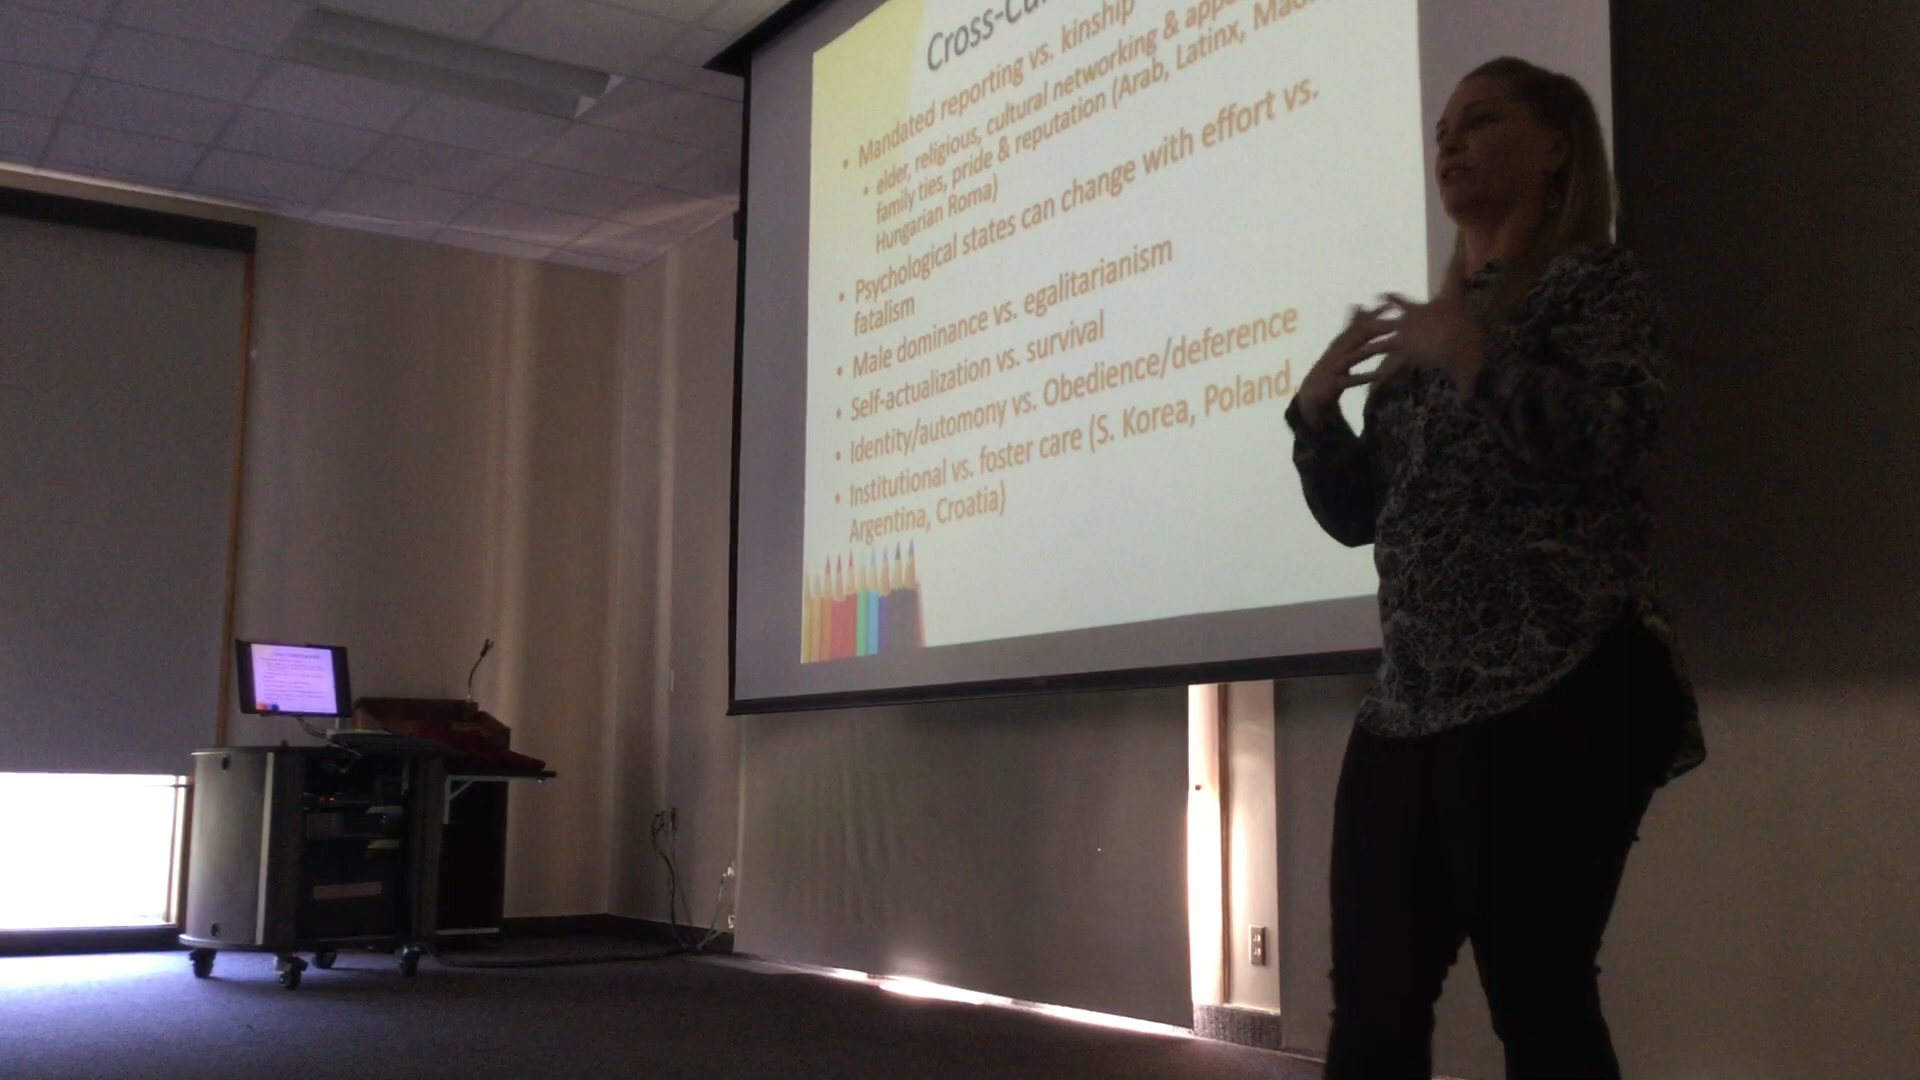 Cross-Cu
Mandated reporting vs. kinship
elder, religious, cultural networking & appe
family ties, pride & reputation (Arab, Latinx, Mao
Hungarian Roma)
Psychological states can change with effort vs.
fatalism
Male dominance vs. egalitarianism
Self-actualization vs. survival
Identity/automony vs. Obedience/deference
Institutional vs. foster care (S. Korea, Poland,
Argentina, Croatia)